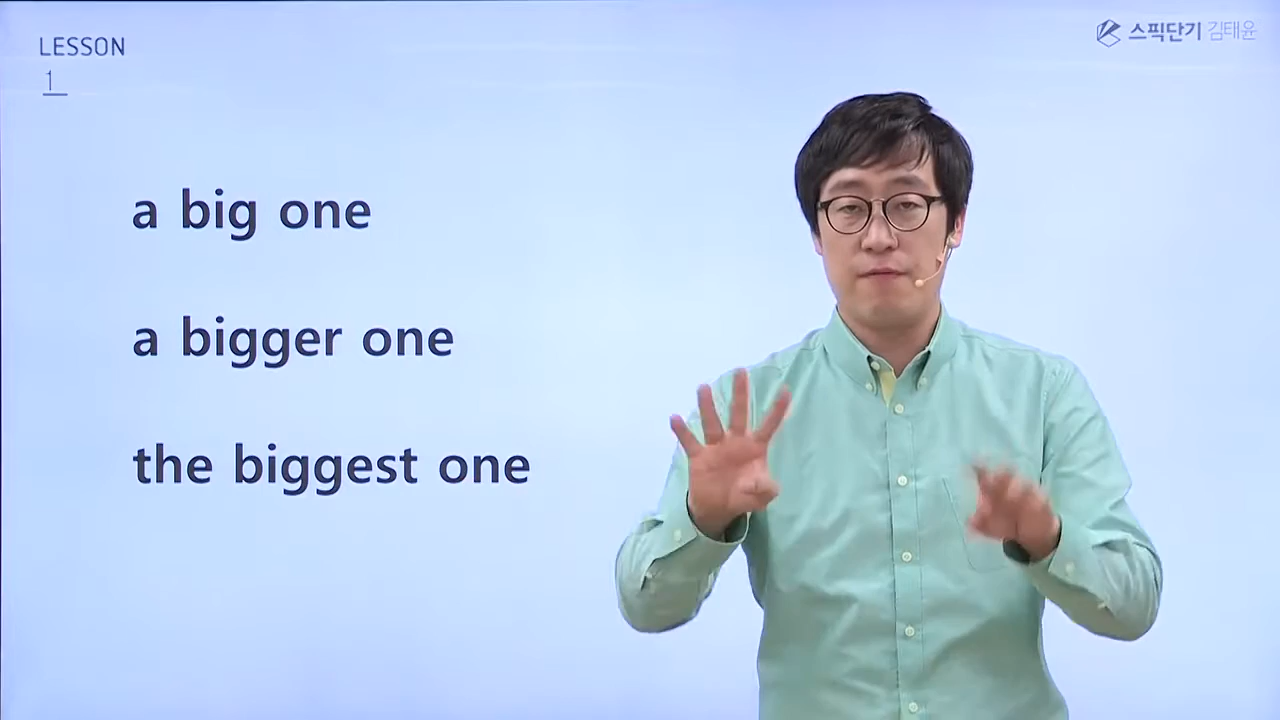 LESSON
1
스픽단기 김태윤
a big one
a bigger one
the biggest one